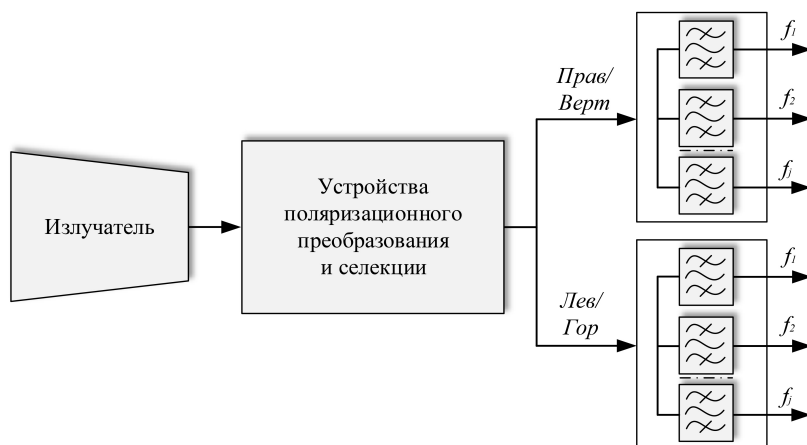 Излучатель
Устройства
поляризационного
преобразования
и селекции
Прав/
Верт
f1
f2
fj
Лев/
Гор
f1
f2
fj